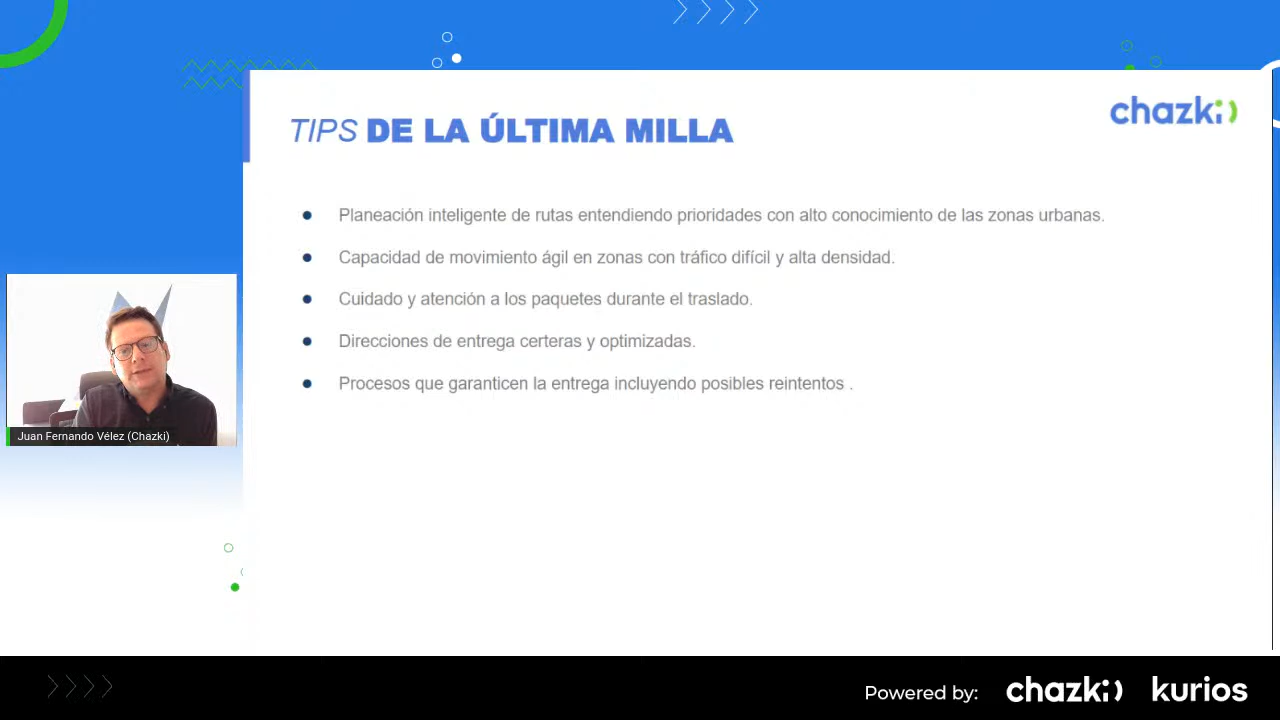 TIPS DE LA ÚLTIMA MILLA
chazki
Planeación inteligente de rutas entendiendo prioridades con alto conocimiento de las zonas urbanas.
Capacidad de movimiento ágil en zonas con tráfico difícil y alta densidad.
Cuidado y atención a los paquetes durante el traslado.
Direcciones de entrega certeras y optimizadas.
Procesos que garanticen la entrega incluyendo posibles reintentos .
Juan Fernando Vélez (Chazki)
Powered by: chazki kurios